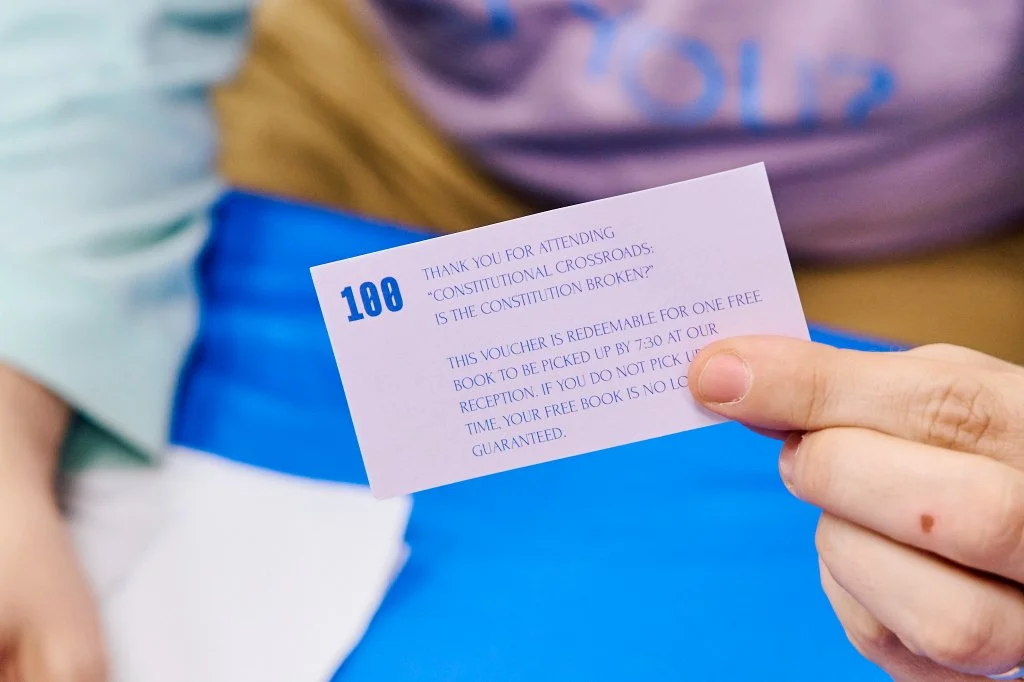 YOU?
100
THANK YOU FOR ATTENDING
"CONSTITUTIONAL CROSSROADS:
IS THE CONSTITUTION BROKEN?"
THIS VOUCHER IS REDEEMABLE FOR ONE FREE
BOOK TO BE PICKED UP BY 7:30 AT OUR
RECEPTION. IF YOU DO NOT PICK
TIME, YOUR FREE BOOK IS NO
GUARANTEED.